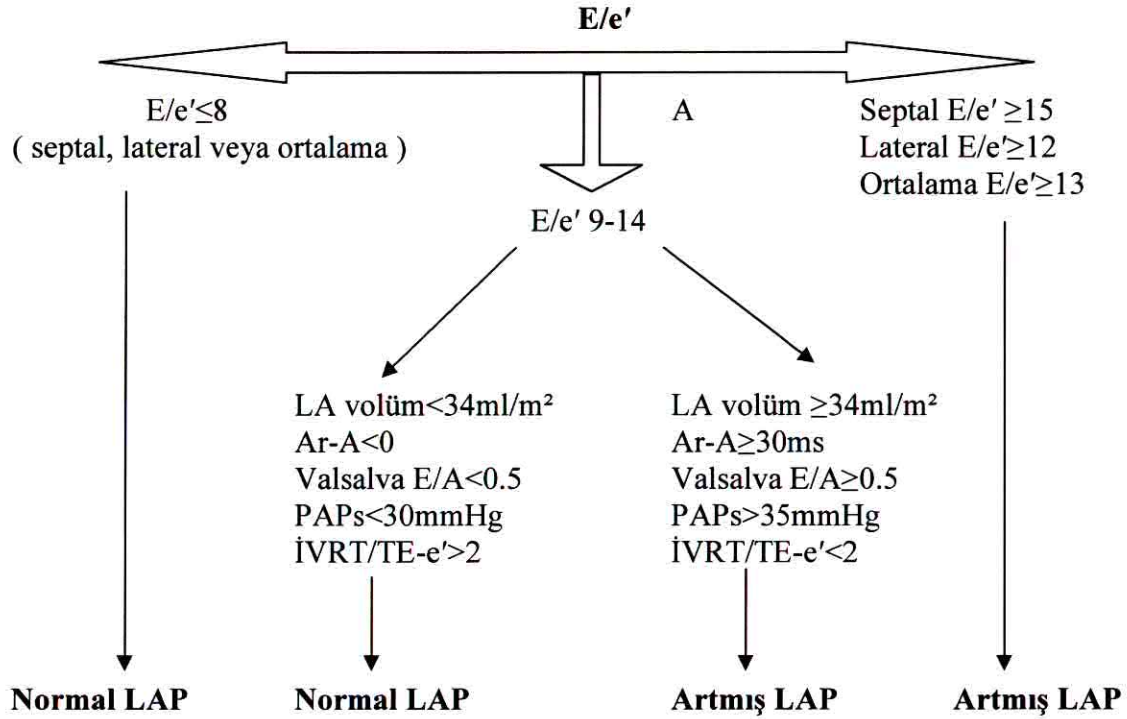 E/e′
E/e′≤8
( septal, lateral veya ortalama )
A
Septal E/e′ ≥15
Lateral E/e′≥12
Ortalama E/e′≥13
E/e′ 9-14
LA volüm<34ml/m²
Ar-A<0
Valsalva E/A<0.5
PAPs<30mmHg
İVRT/TE-e′>2
LA volüm ≥34ml/m²
Ar-A≥30ms
Valsalva E/A≥0.5
PAPs>35mmHg
İVRT/TE-e′<2
Normal LAP
Normal LAP
Artmış LAP
Artmış LAP